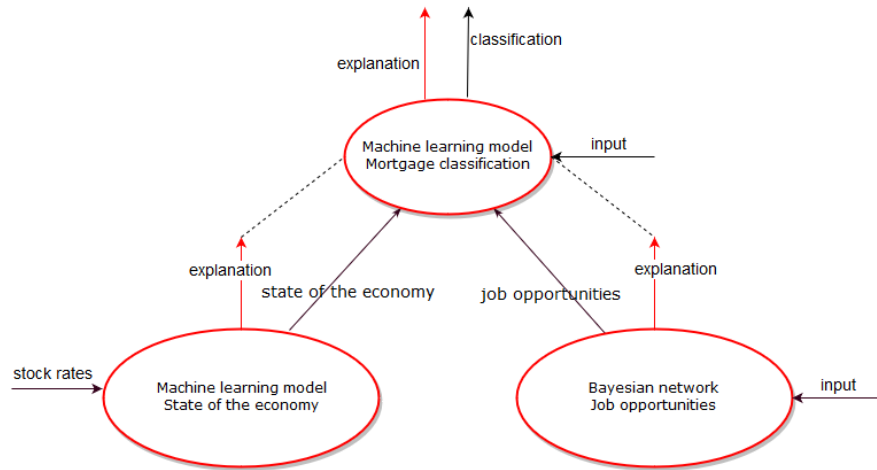 classification
explanation
Machine learning model
Mortgage classification
input
explanation
explanation
state of the economy
job opportunities
stock rates
Machine learning model
State of the economy
Bayesian network
Job opportunities
input